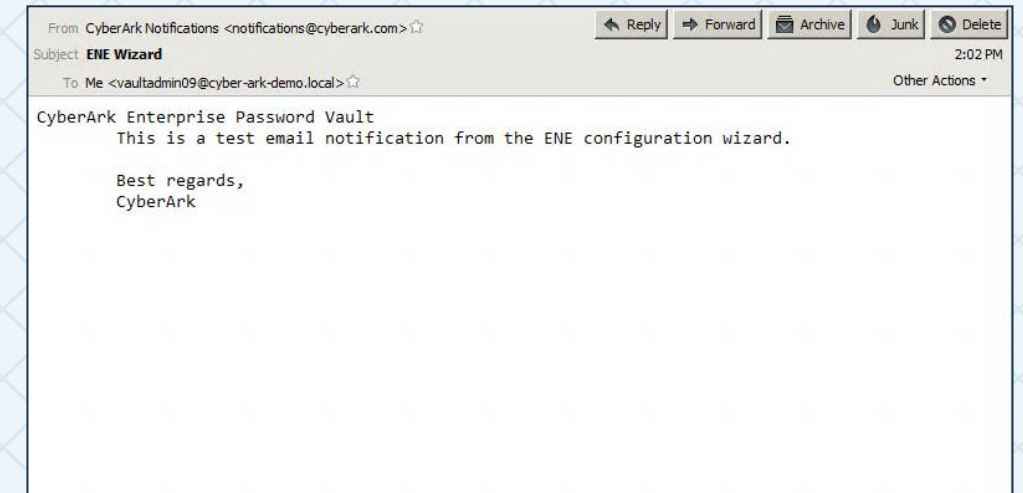 From CyberArk Notifications <notifications@cyberark.com>
Reply Forward Archive Junk Delete
Subject ENE Wizard
2:02 PM
To Me <vaultadmin09@cyber-ark-demo.local>
Other Actions
CyberArk Enterprise Password Vault
This is a test email notification from the ENE configuration wizard.
Best regards,
CyberArk